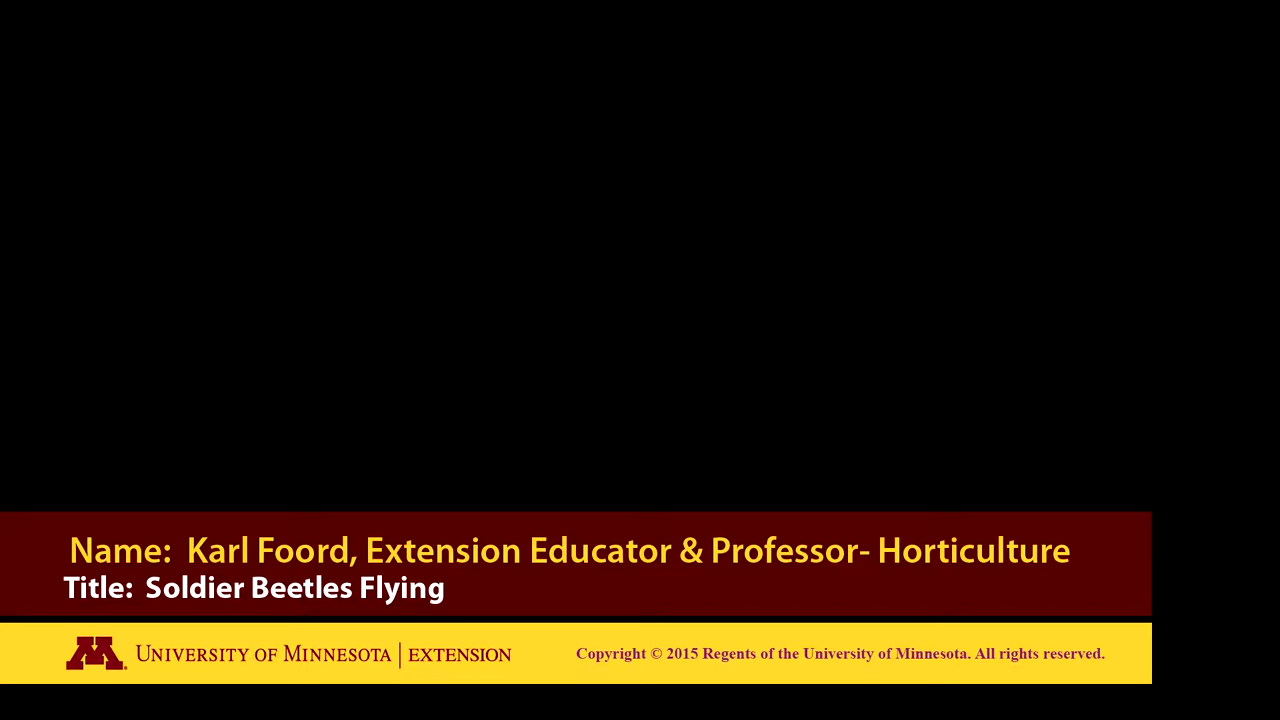 Name: Karl Foord, Extension Educator & Professor- Horticulture
Title: Soldier Beetles Flying
M® UNIVERSITY OF MINNESOTA | EXTENSION
Copyright © 2015 Regents of the University of Minnesota. All rights reserved.